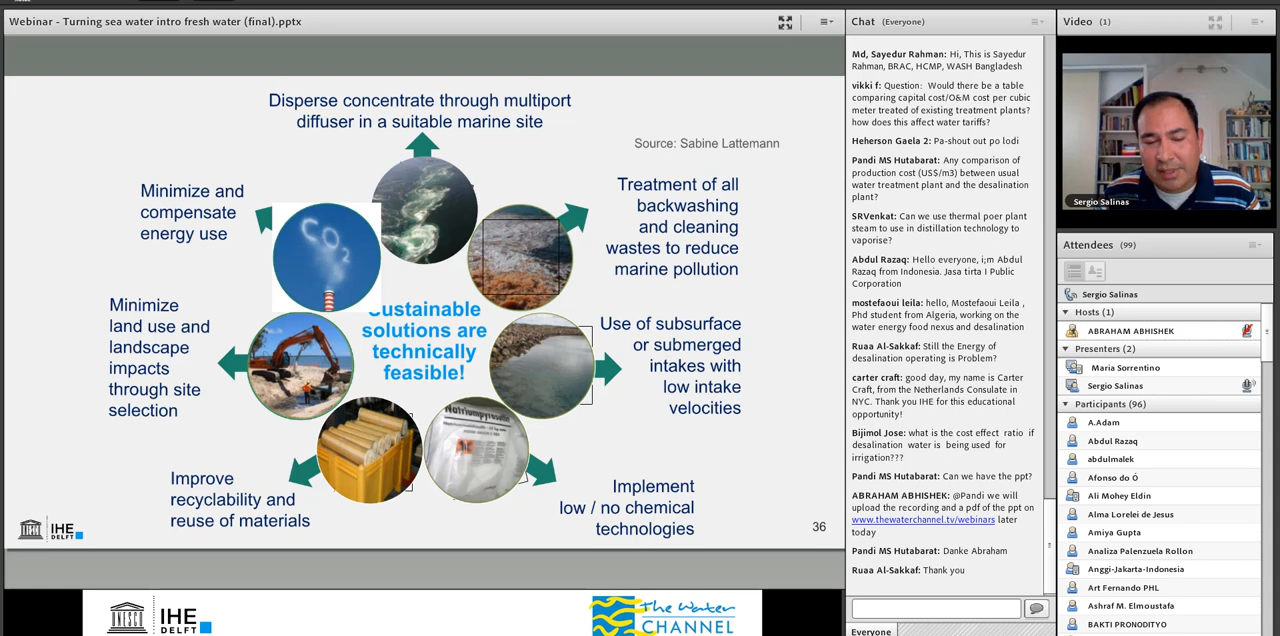 Webinar - Turning sea water intro fresh water (final).pptx
Disperse concentrate through multiport
diffuser in a suitable marine site
Source: Sabine Lattemann
Minimize and
compensate
energy use
CO2
Treatment of all
backwashing
and cleaning
wastes to reduce
marine pollution
Minimize
land use and
landscape
impacts
through site
selection
Sustainable
solutions are
technically
feasible!
Use of subsurface
or submerged
intakes with
low intake
velocities
Improve
recyclability and
reuse of materials
Implement
low / no chemical
technologies
IHE
DELFT
36
UNESCO
IHE
DELFT
The Water
CHANNEL
Chat (Everyone)
Md, Sayedur Rahman: Hi, This is Sayedur
Rahman, BRAC, HCMP, WASH Bangladesh
vikki f: Question: Would there be a table
comparing capital cost/O&M cost per cubic
meter treated of existing treatment plants?
how does this affect water tariffs?
Heherson Gaela 2: Pa-shout out po lodi
Pandi MS Hutabarat: Any comparison of
production cost (US$/m3) between usual
water treatment plant and the desalination
plant?
SRVenkat: Can we use thermal poer plant
steam to use in distillation technology to
vaporise?
Abdul Razaq: Hello everyone, i;m Abdul
Razaq from Indonesia. Jasa tirta I Public
Corporation
mostefaoui leila: hello, Mostefaoui Leila ,
Phd student from Algeria, working on the
water energy food nexus and desalination
Ruaa Al-Sakkaf: Still the Energy of
desalination operating is Problem?
carter craft: good day, my name is Carter
Craft, from the Netherlands Consulate in
NYC. Thank you IHE for this educational
opportunity!
Bijimol Jose: what is the cost effect ratio if
desalination water is being used for
irrigation???
Pandi MS Hutabarat: Can we have the ppt?
ABRAHAM ABHISHEK: @Pandi we will
upload the recording and a pdf of the ppt on
www.thewaterchannel.tv/webinars later
today
Pandi MS Hutabarat: Danke Abraham
Ruaa Al-Sakkaf: Thank you
Everyone
Video (1)
Sergio Salinas
Attendees (99)
Sergio Salinas
Hosts (1)
ABRAHAM ABHISHEK
Presenters (2)
Maria Sorrentino
Sergio Salinas
Participants (96)
A.Adam
Abdul Razaq
abdulmalek
Afonso do Ó
Ali Mohey Eldin
Alma Lorelei de Jesus
Amiya Gupta
Analiza Palenzuela Rollon
Anggi-Jakarta-Indonesia
Art Fernando PHL
Ashraf M. Elmoustafa
BAKTI PRONODITYO